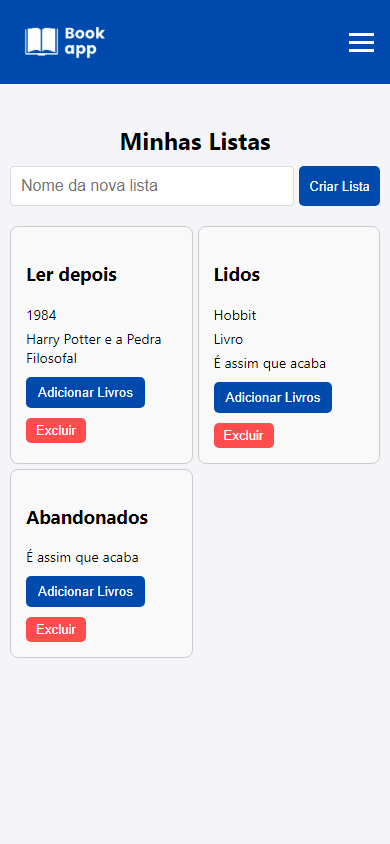 Book
app
Minhas Listas
Nome da nova lista
Criar Lista
Ler depois
1984
Harry Potter e a Pedra
Filosofal
Adicionar Livros
Excluir
Lidos
Hobbit
Livro
É assim que acaba
Adicionar Livros
Excluir
Abandonados
É assim que acaba
Adicionar Livros
Excluir